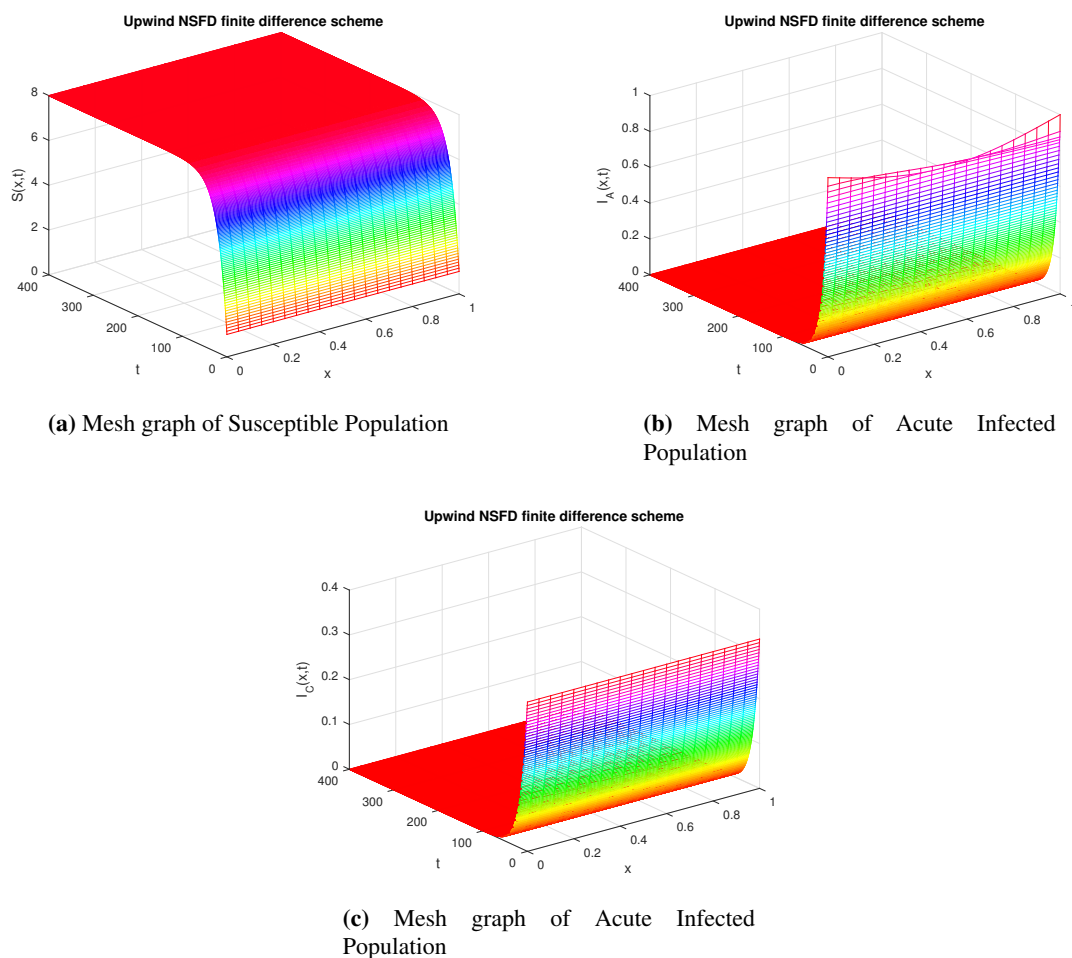 Upwind NSFD finite difference scheme
8
6
4
2
0
S(x,t)
400
300
200
100
0
t
0
0.2
0.4
0.6
0.8
1
x
(a) Mesh graph of Susceptible Population
Upwind NSFD finite difference scheme
1
0.8
0.6
0.4
0.2
0
I_A(x,t)
400
300
200
100
0
t
0
0.2
0.4
0.6
0.8
x
(b) Mesh graph of Acute Infected
Population
Upwind NSFD finite difference scheme
0.4
0.3
0.2
0.1
0
I_C(x,t)
400
300
200
100
0
t
0
0.2
0.4
0.6
0.8
1
x
(c) Mesh graph of Acute Infected
Population